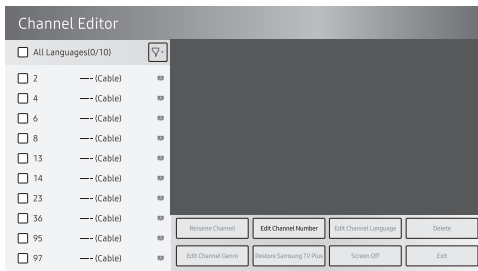 Channel Editor
All Languages(0/10)
2 --- (Cable)
4 --- (Cable)
6 --- (Cable)
8 --- (Cable)
13 --- (Cable)
14 --- (Cable)
23 --- (Cable)
36 --- (Cable)
95 --- (Cable)
97 --- (Cable)
Rename Channel Edit Channel Number Edit Channel Language Delete
Edit Channel Genre Restore Samsung TV Plus Screen Off Exit